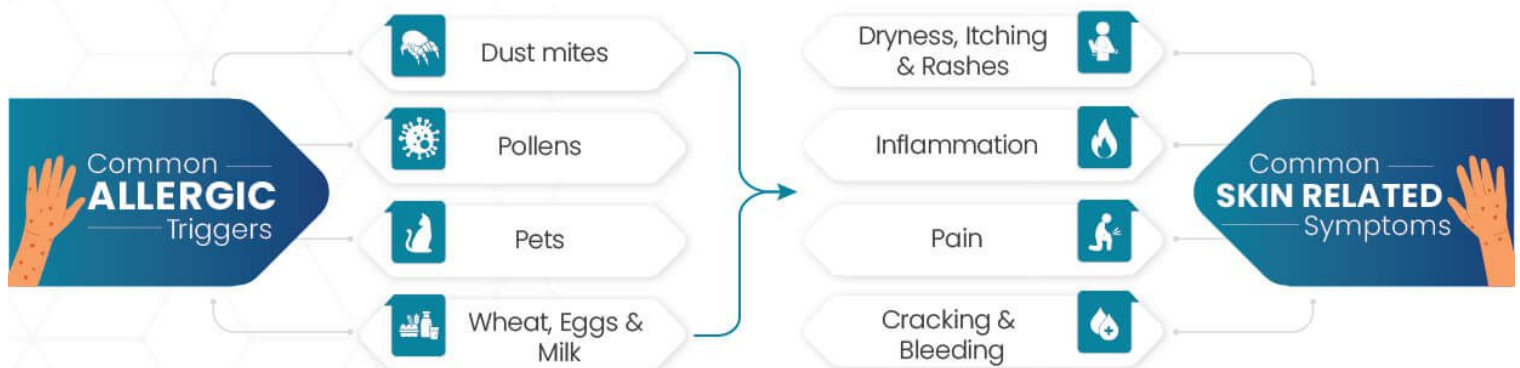 Common
ALLERGIC
Triggers
Dust mites
Pollens
Pets
Wheat, Eggs &
Milk
Dryness, Itching
& Rashes
Inflammation
Pain
Cracking &
Bleeding
Common
SKIN RELATED
Symptoms